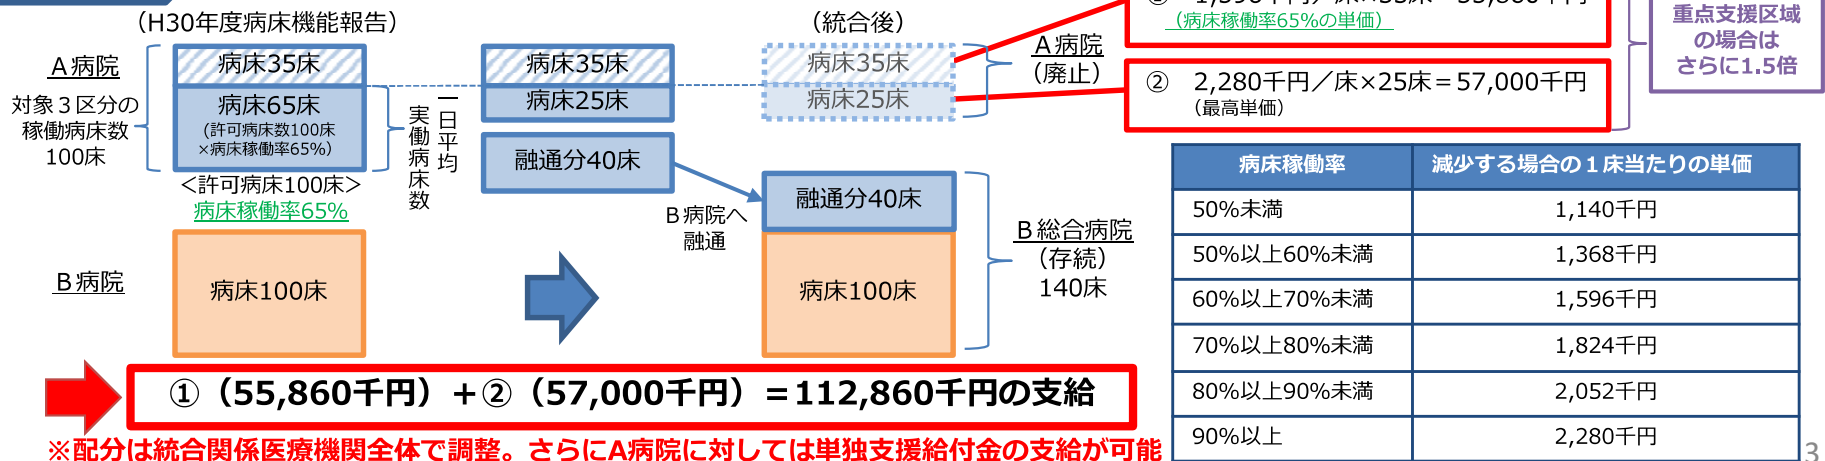 （H30年度病床機能報告）
（統合後）
Ａ病院
対象３区分の
稼働病床数
100床
病床35床
病床65床
（許可病床数100床
×病床稼働率65%）
＜許可病床100床＞
病床稼働率65%
一日平均
実働病床数
Ｂ病院
病床100床
病床35床
病床25床
融通分40床
Ｂ病院へ
融通
病床35床
病床25床
融通分40床
病床100床
Ａ病院
（廃止）
Ｂ総合病院
（存続）
140床
（病床稼働率65%の単価）
②　2,280千円／床×25床＝57,000千円
（最高単価）
重点支援区域
の場合は
さらに1.5倍
病床稼働率　減少する場合の１床当たりの単価
50%未満　1,140千円
50%以上60%未満　1,368千円
60%以上70%未満　1,596千円
70%以上80%未満　1,824千円
80%以上90%未満　2,052千円
90%以上　2,280千円
①（55,860千円）＋②（57,000千円）＝112,860千円の支給
※配分は統合関係医療機関全体で調整。さらにA病院に対しては単独支援給付金の支給が可能
3